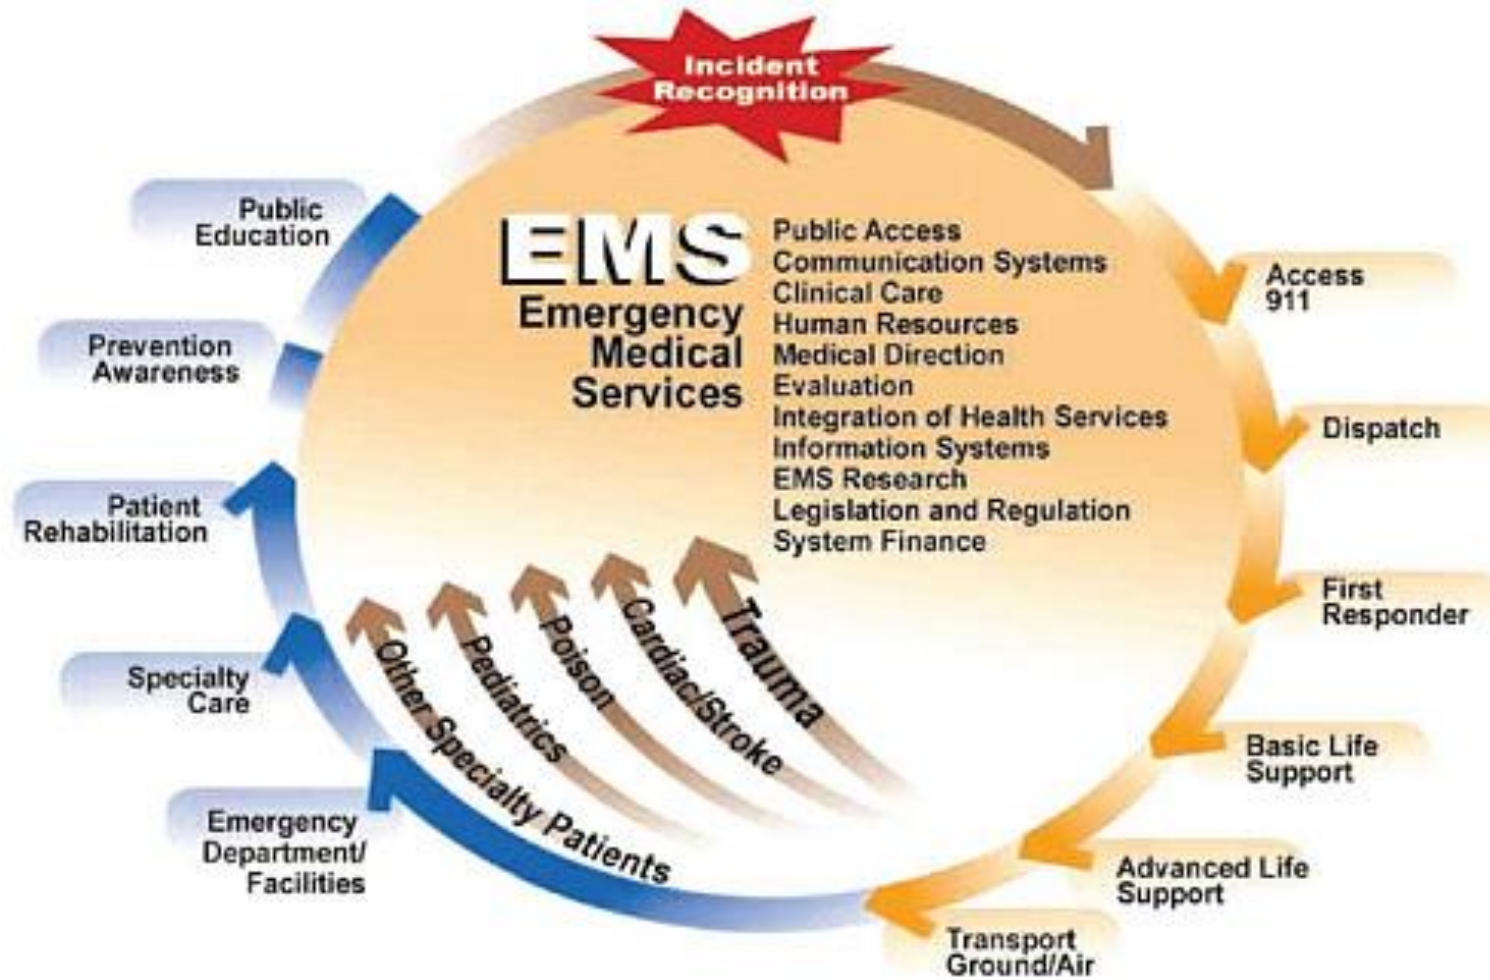 Incident
Recognition
EMS
Emergency
Medical
Services
Public Access
Communication Systems
Clinical Care
Human Resources
Medical Direction
Evaluation
Integration of Health Services
Information Systems
EMS Research
Legislation and Regulation
System Finance
Access
911
Dispatch
First
Responder
Basic Life
Support
Advanced Life
Support
Transport
Ground/Air
Emergency
Department/
Facilities
Specialty
Care
Patient
Rehabilitation
Prevention
Awareness
Public
Education
Other Specialty Patients
Pediatrics
Poison
Cardiac/Stroke
Trauma